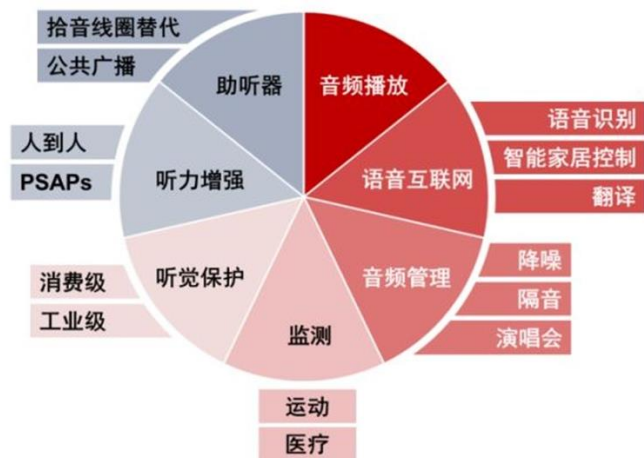 拾音线圈替代
公共广播
助听器
音频播放
语音识别
智能家居控制
翻译
人到人
PSAPs
听力增强
语音互联网
消费级
工业级
听觉保护
音频管理
降噪
隔音
演唱会
监测
运动
医疗